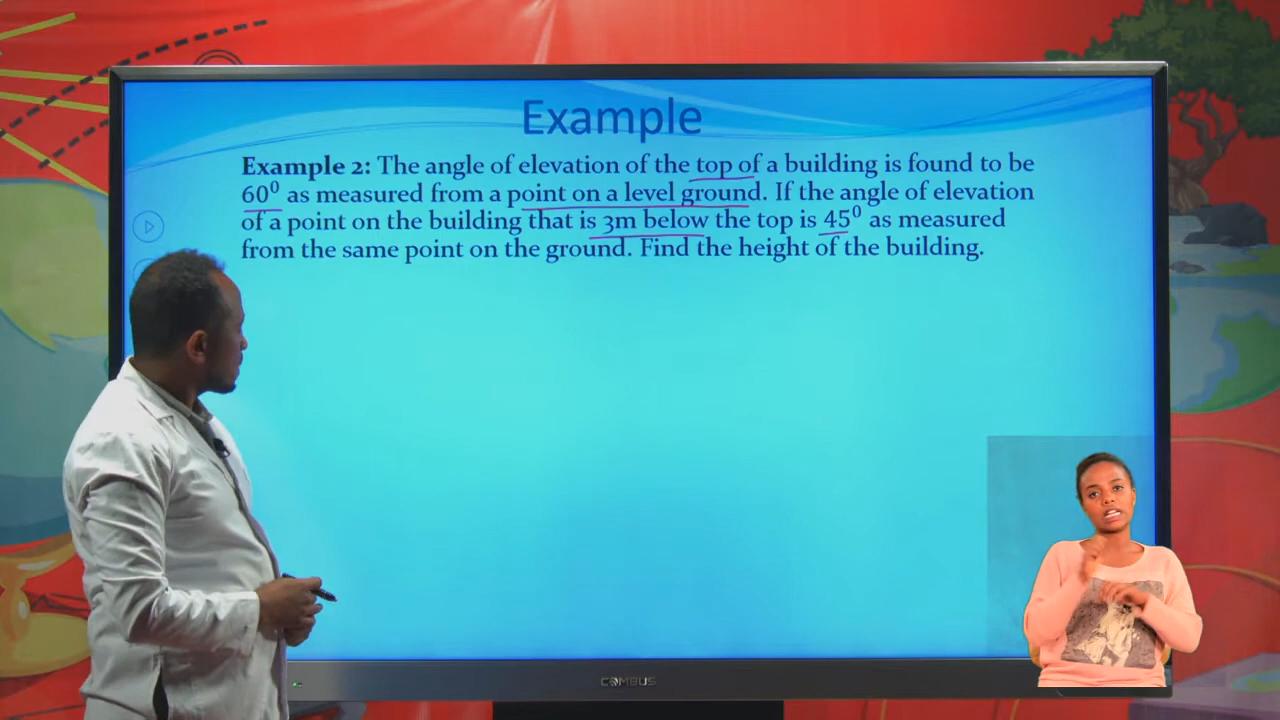 Example
Example 2: The angle of elevation of the top of a building is found to be
60⁰ as measured from a point on a level ground. If the angle of elevation
of a point on the building that is 3m below the top is 45⁰ as measured
from the same point on the ground. Find the height of the building.
COMBUS